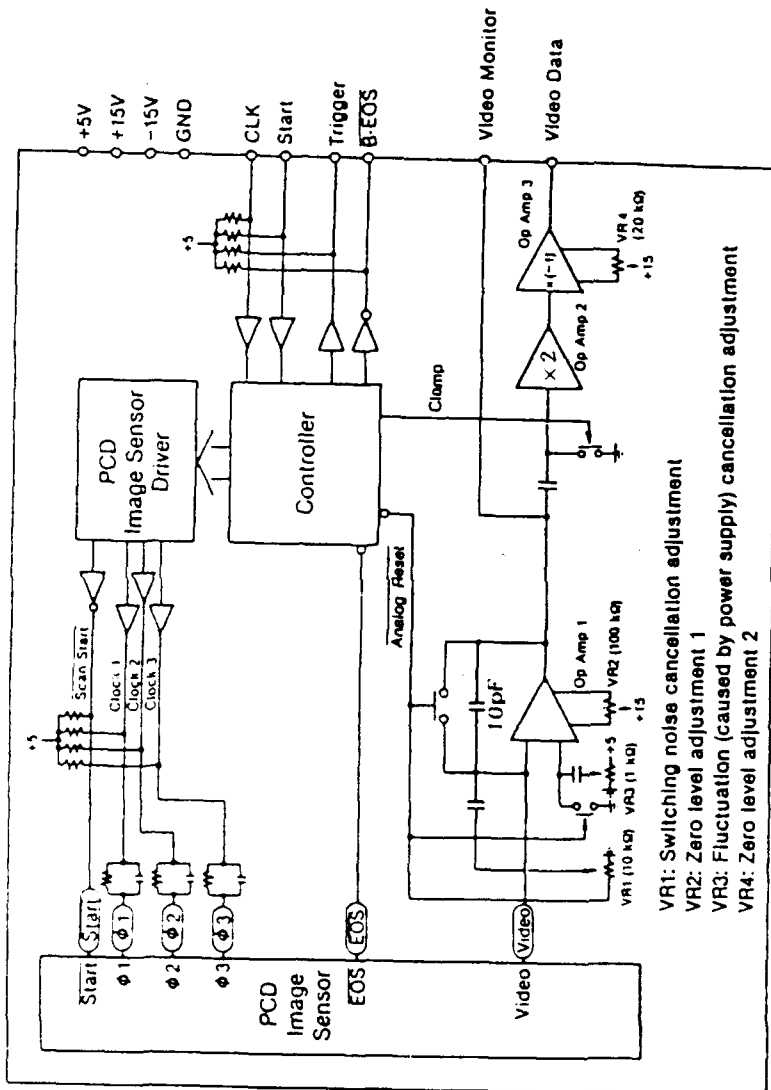 +5V
+15V
-15V
GND
CLK
Start
Trigger
B-EOS
Video Monitor
Video Data
+5
PCD
Image Sensor
Driver
Controller
Clamp
Scan Start
Clock 1
Clock 2
Clock 3
+5
Analog Reset
Op Amp 3
×(-1)
VR4
(20 kΩ)
+15
× 2
Op Amp 2
10pF
Op Amp 1
VR2 (100 kΩ)
+15
+5
VR3 (1 kΩ)
VR1 (10 kΩ)
Start
Start
φ 1
φ 1
φ 2
φ 2
φ 3
φ 3
EOS
EOS
Video
Video
PCD
Image
Sensor
VR1: Switching noise cancellation adjustment
VR2: Zero level adjustment 1
VR3: Fluctuation (caused by power supply) cancellation adjustment
VR4: Zero level adjustment 2